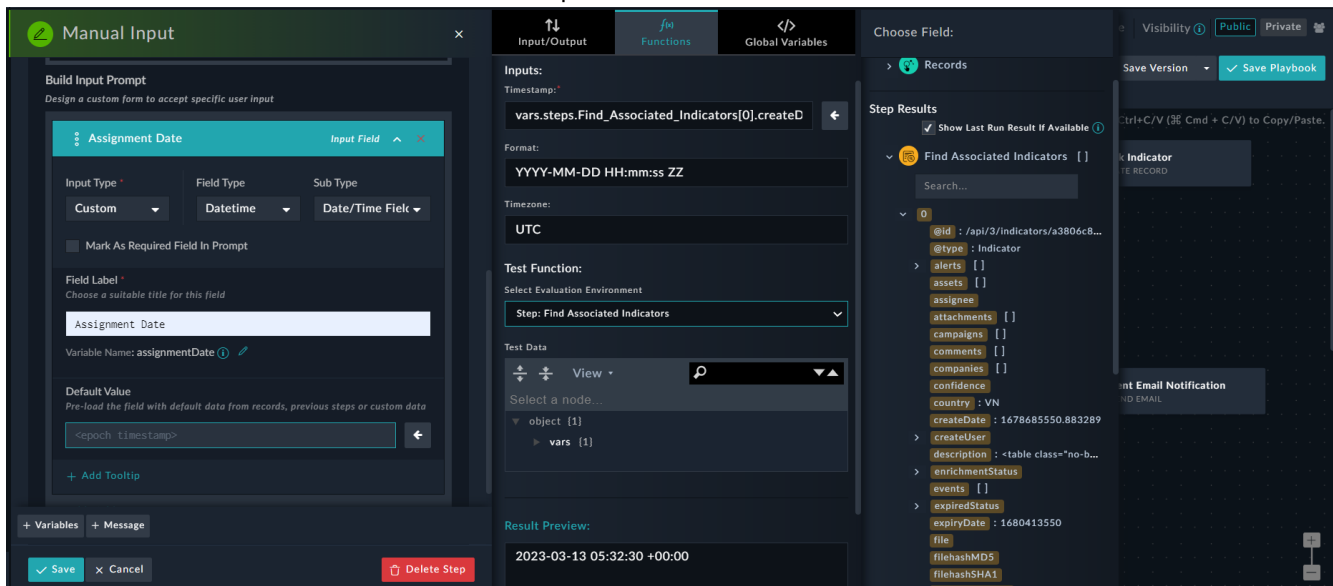 Manual Input
×
Build Input Prompt
Design a custom form to accept specific user input
Assignment Date
Input Field
×
Input Type *
Field Type
Sub Type
Custom
Datetime
Date/Time Fielc
Mark As Required Field In Prompt
Field Label *
Choose a suitable title for this field
Assignment Date
Variable Name: assignmentDate
Default Value
Pre-load the field with default data from records, previous steps or custom data
<epoch timestamp>
+ Add Tooltip
+ Variables
+ Message
Save
× Cancel
Delete Step
Input/Output
f(x)
Functions
</>
Global Variables
Inputs:
Timestamp:*
vars.steps.Find_Associated_Indicators[0].createD
Format:
YYYY-MM-DD HH:mm:ss ZZ
Timezone:
UTC
Test Function:
Select Evaluation Environment
Step: Find Associated Indicators
Test Data
View
Select a node...
object {1}
vars {1}
Result Preview:
2023-03-13 05:32:30 +00:00
Choose Field:
Records
Step Results
Show Last Run Result If Available
Find Associated Indicators [ ]
Search...
0
@id : /api/3/indicators/a3806c8...
@type : Indicator
alerts [ ]
assets [ ]
assignee
attachments [ ]
campaigns [ ]
comments [ ]
companies [ ]
confidence
country : VN
createDate : 1678685550.883289
createUser
description : <table class="no-b...
enrichmentStatus
events [ ]
expiredStatus
expiryDate : 1680413550
file
filehashMD5
filehashSHA1
e
Visibility
Public
Private
Save Version
Save Playbook
Ctrl+C/V (⌘ Cmd + C/V) to Copy/Paste.
k Indicator
TE RECORD
ent Email Notification
ND EMAIL